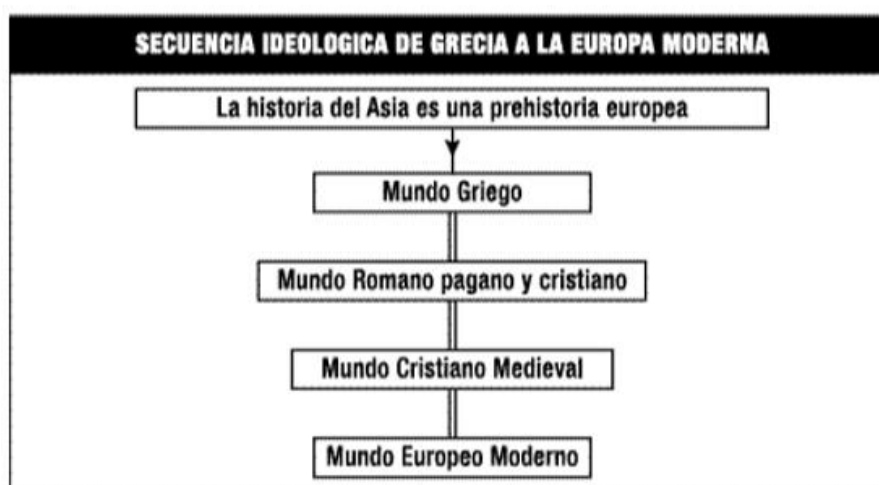 SECUENCIA IDEOLOGICA DE GRECIA A LA EUROPA MODERNA
La historia del Asia es una prehistoria europea
Mundo Griego
Mundo Romano pagano y cristiano
Mundo Cristiano Medieval
Mundo Europeo Moderno